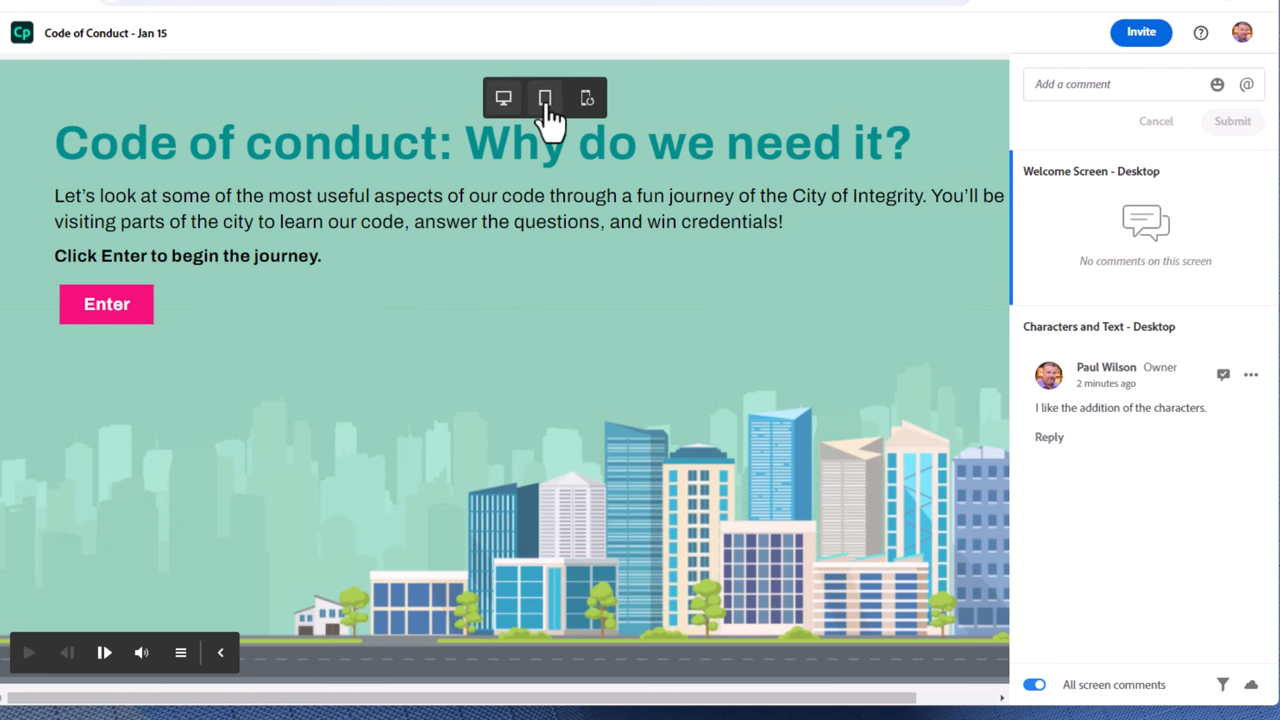 Cp
Code of Conduct - Jan 15
Invite
Code of conduct: Why do we need it?
Let's look at some of the most useful aspects of our code through a fun journey of the City of Integrity. You'll be
visiting parts of the city to learn our code, answer the questions, and win credentials!
Click Enter to begin the journey.
Enter
Add a comment
@
Cancel
Submit
Welcome Screen - Desktop
No comments on this screen
Characters and Text - Desktop
Paul Wilson Owner
2 minutes ago
I like the addition of the characters.
Reply
All screen comments